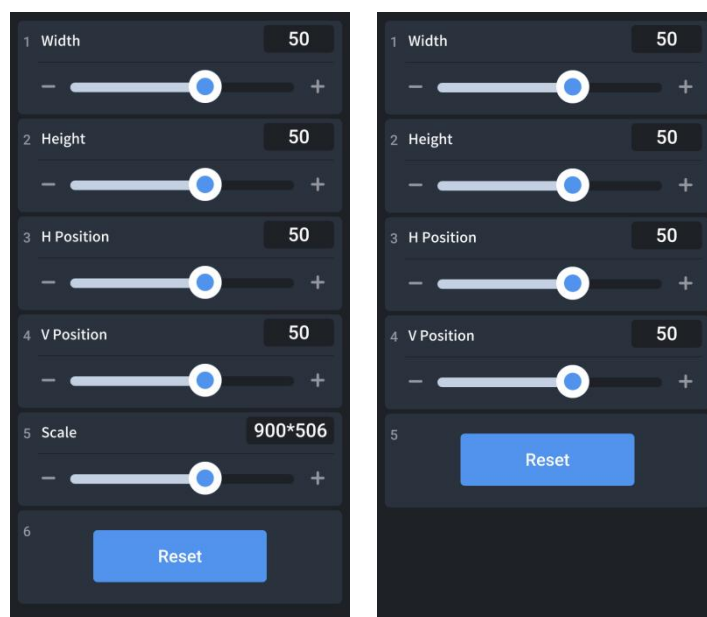 1 Width 50
− +
2 Height 50
− +
3 H Position 50
− +
4 V Position 50
− +
5 Scale 900*506
− +
6
Reset
1 Width 50
− +
2 Height 50
− +
3 H Position 50
− +
4 V Position 50
− +
5
Reset